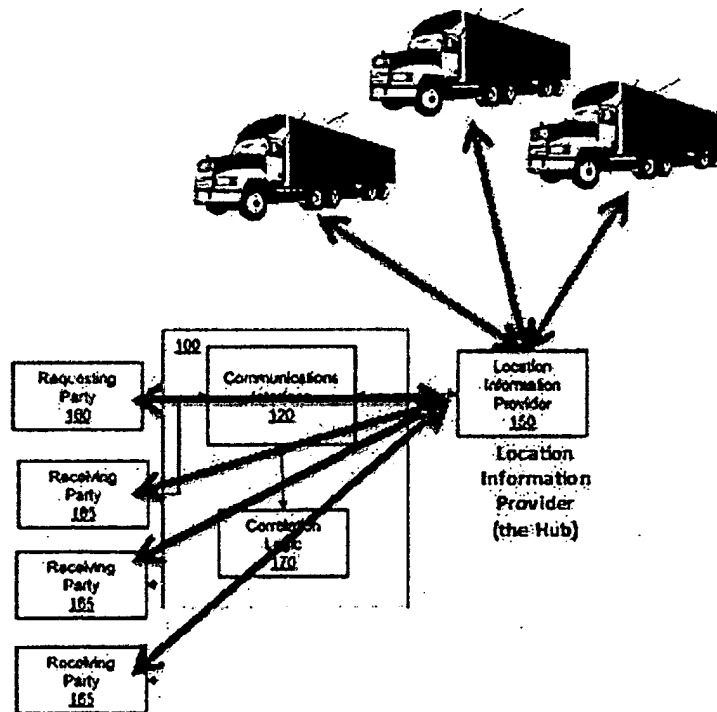 100
Requesting
Party
160
Communications
Interface
120
Location
Information
Provider
150
Location
Information
Provider
(the Hub)
Receiving
Party
165
Correlation
Logic
170
Receiving
Party
165
Receiving
Party
165